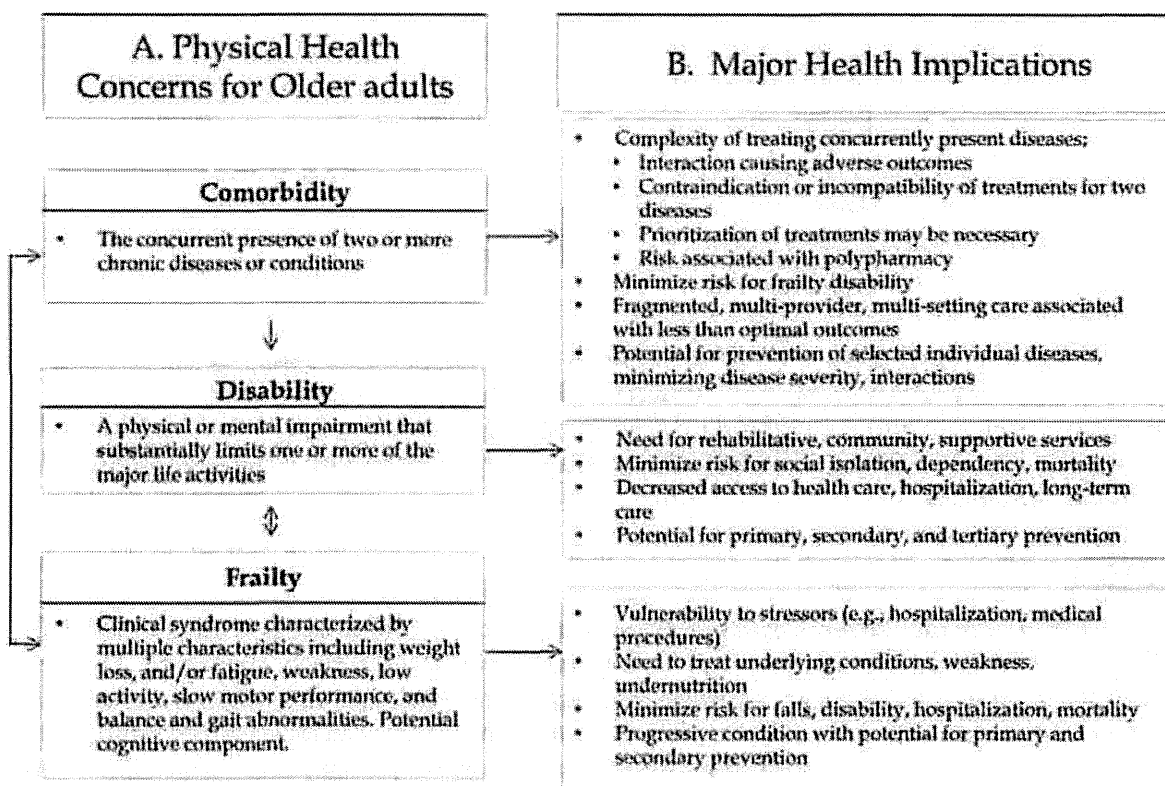 A. Physical Health
Concerns for Older adults
B. Major Health Implications
Comorbidity
• The concurrent presence of two or more
chronic diseases or conditions
• Complexity of treating concurrently present diseases;
• Interaction causing adverse outcomes
• Contraindication or incompatibility of treatments for two
diseases
• Prioritization of treatments may be necessary
• Risk associated with polypharmacy
• Minimize risk for frailty disability
• Fragmented, multi-provider, multi-setting care associated
with less than optimal outcomes
• Potential for prevention of selected individual diseases,
minimizing disease severity, interactions
Disability
• A physical or mental impairment that
substantially limits one or more of the
major life activities
• Need for rehabilitative, community, supportive services
• Minimize risk for social isolation, dependency, mortality
• Decreased access to health care, hospitalization, long-term
care
• Potential for primary, secondary, and tertiary prevention
Frailty
• Clinical syndrome characterized by
multiple characteristics including weight
loss, and/or fatigue, weakness, low
activity, slow motor performance, and
balance and gait abnormalities. Potential
cognitive component.
• Vulnerability to stressors (e.g., hospitalization, medical
procedures)
• Need to treat underlying conditions, weakness,
undernutrition
• Minimize risk for falls, disability, hospitalization, mortality
• Progressive condition with potential for primary and
secondary prevention